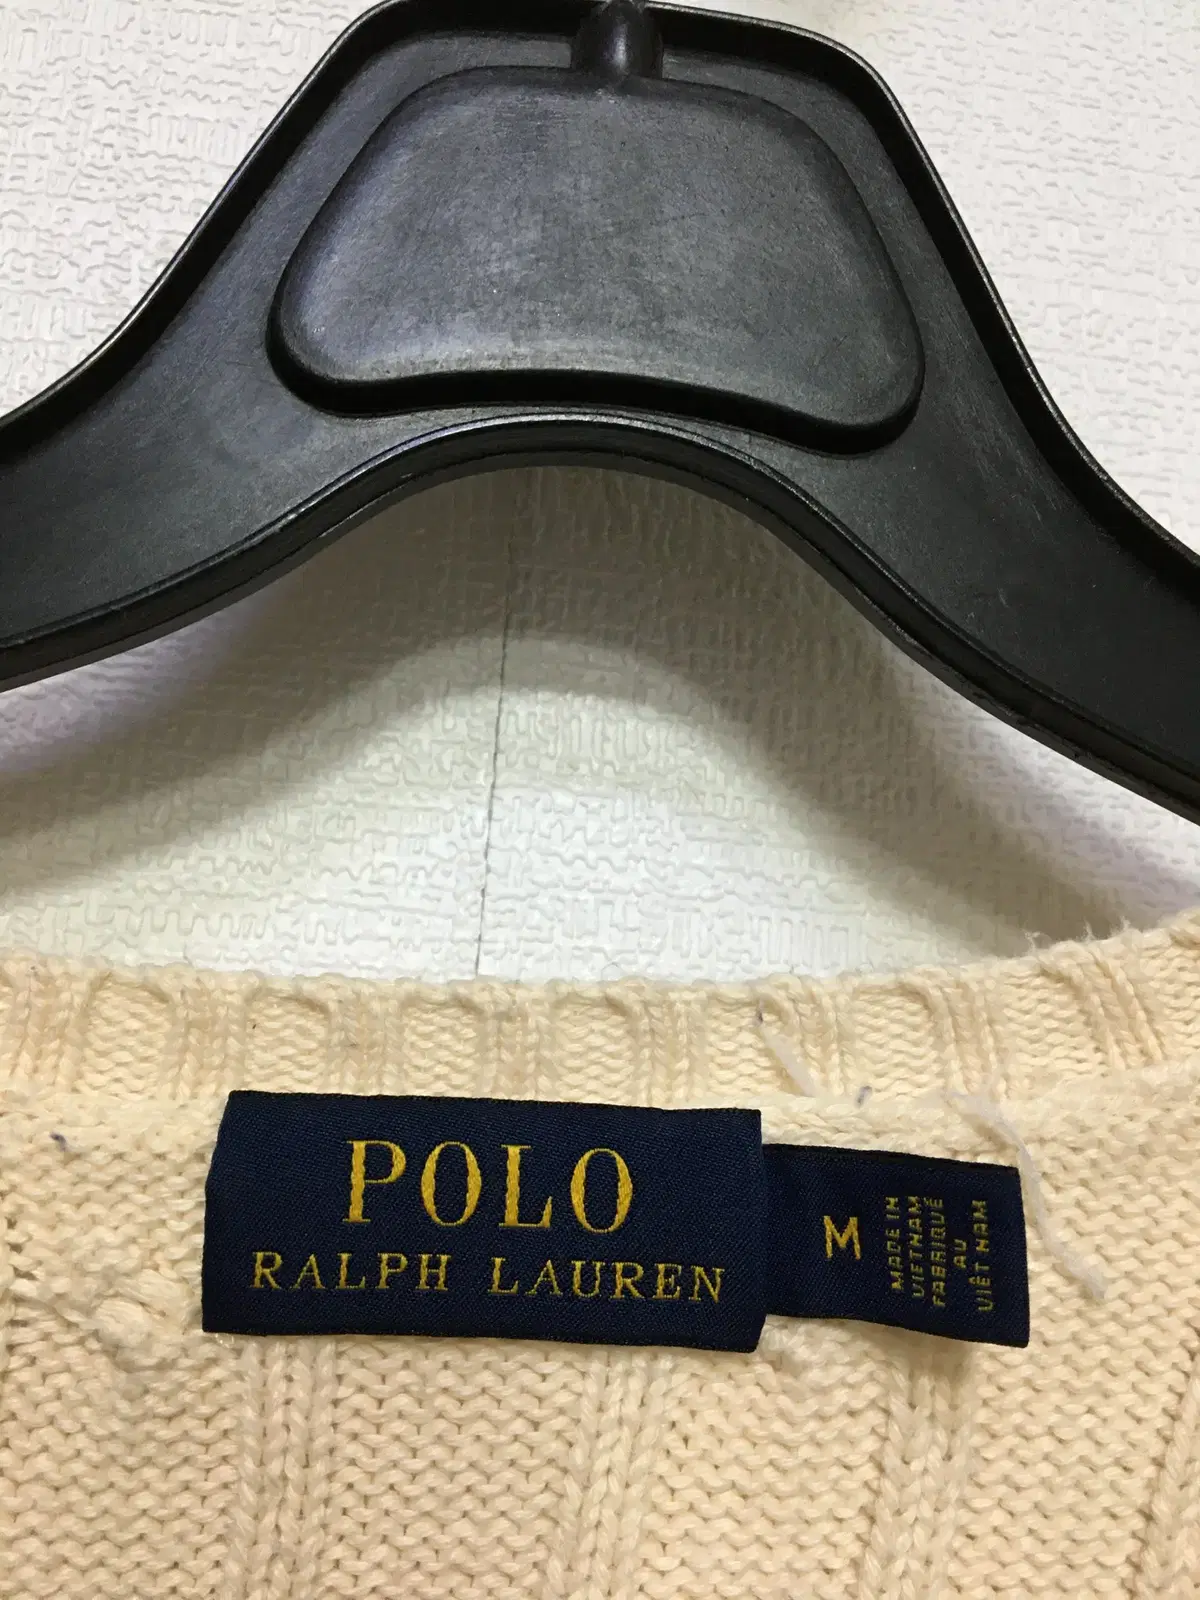 POLO
RALPH LAUREN
M
MADE IN
VIETNAM
FABRIQUÉ
AU
VIÊT NAM